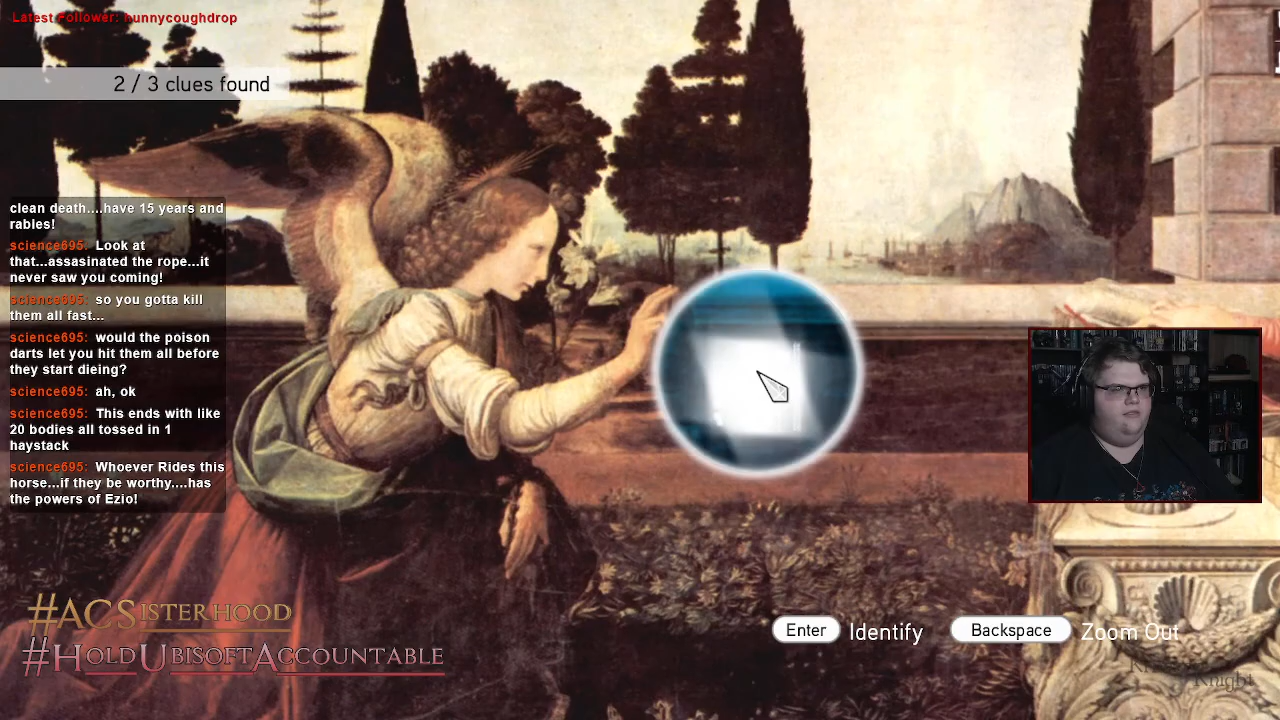 Latest Follower: hunnycoughdrop
2 / 3 clues found
clean death....have 15 years and
rables!
science695: Look at
that...assasinated the rope...it
never saw you coming!
science695: so you gotta kill
them all fast...
science695: would the poison
darts let you hit them all before
they start dieing?
science695: ah, ok
science695: This ends with like
20 bodies all tossed in 1
haystack
science695: Whoever Rides this
horse...if they be worthy....has
the powers of Ezio!
#ACSisterhood
#HoldUbisoftAccountable
Enter Identify Backspace Zoom Out
Knight